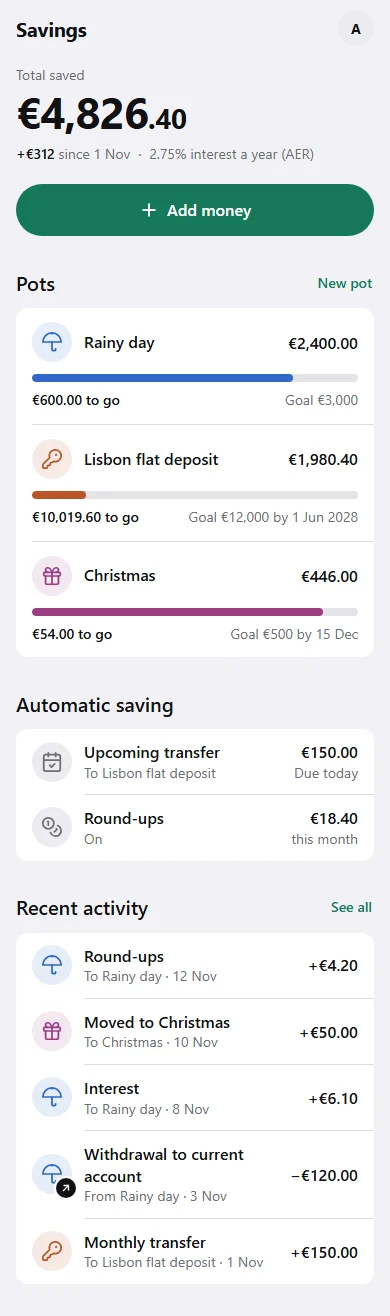 Savings
A
Total saved
€4,826.40
+€312 since 1 Nov · 2.75% interest a year (AER)
Add money
Pots
New pot
Rainy day
€2,400.00
€600.00 to go
Goal €3,000
Lisbon flat deposit
€1,980.40
€10,019.60 to go
Goal €12,000 by 1 Jun 2028
Christmas
€446.00
€54.00 to go
Goal €500 by 15 Dec
Automatic saving
Upcoming transfer
€150.00
To Lisbon flat deposit
Due today
Round-ups
€18.40
On
this month
Recent activity
See all
Round-ups
To Rainy day · 12 Nov
+€4.20
Moved to Christmas
To Christmas · 10 Nov
+€50.00
Interest
To Rainy day · 8 Nov
+€6.10
Withdrawal to current
account
From Rainy day · 3 Nov
−€120.00
Monthly transfer
To Lisbon flat deposit · 1 Nov
+€150.00